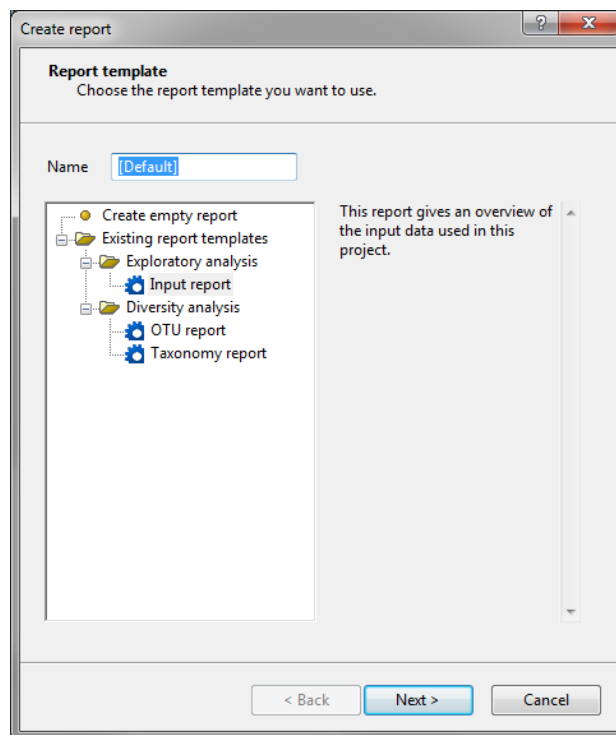 Create report
Report template
Choose the report template you want to use.
Name [Default]
Create empty report
Existing report templates
Exploratory analysis
Input report
Diversity analysis
OTU report
Taxonomy report
This report gives an overview of
the input data used in this
project.
< Back Next > Cancel